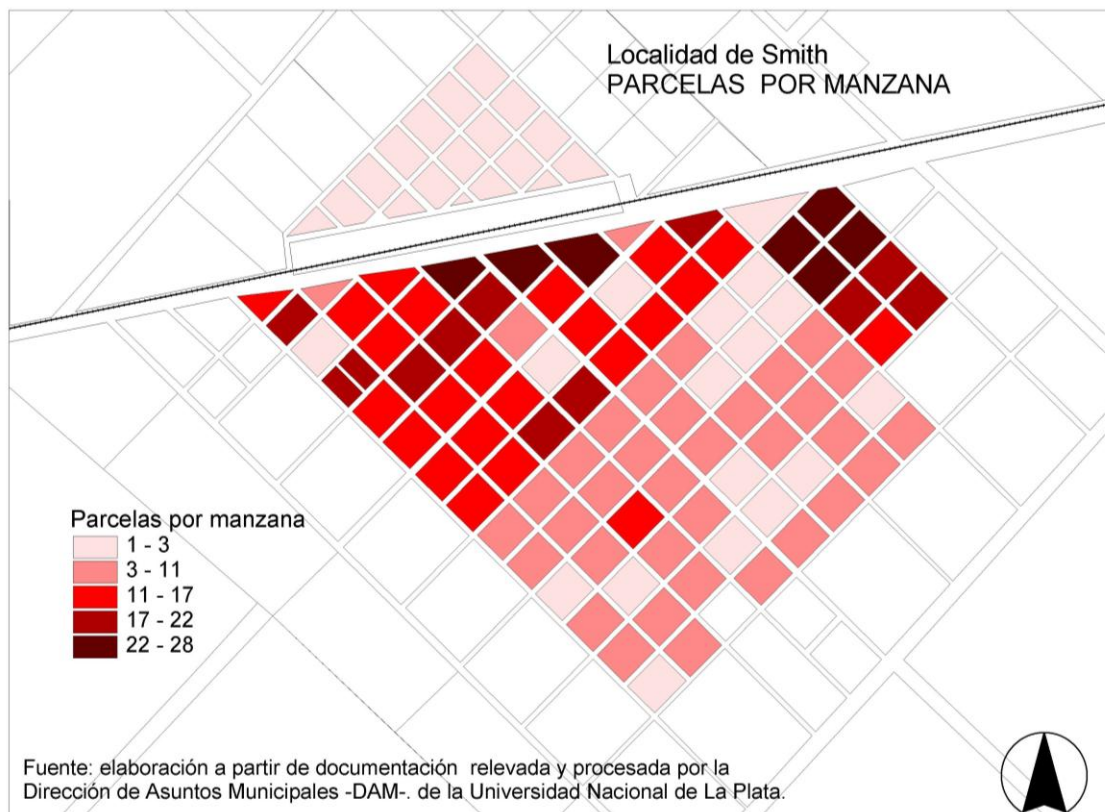 Localidad de Smith
PARCELAS POR MANZANA
Parcelas por manzana
1 - 3
3 - 11
11 - 17
17 - 22
22 - 28
Fuente: elaboración a partir de documentación relevada y procesada por la
Dirección de Asuntos Municipales -DAM-. de la Universidad Nacional de La Plata.